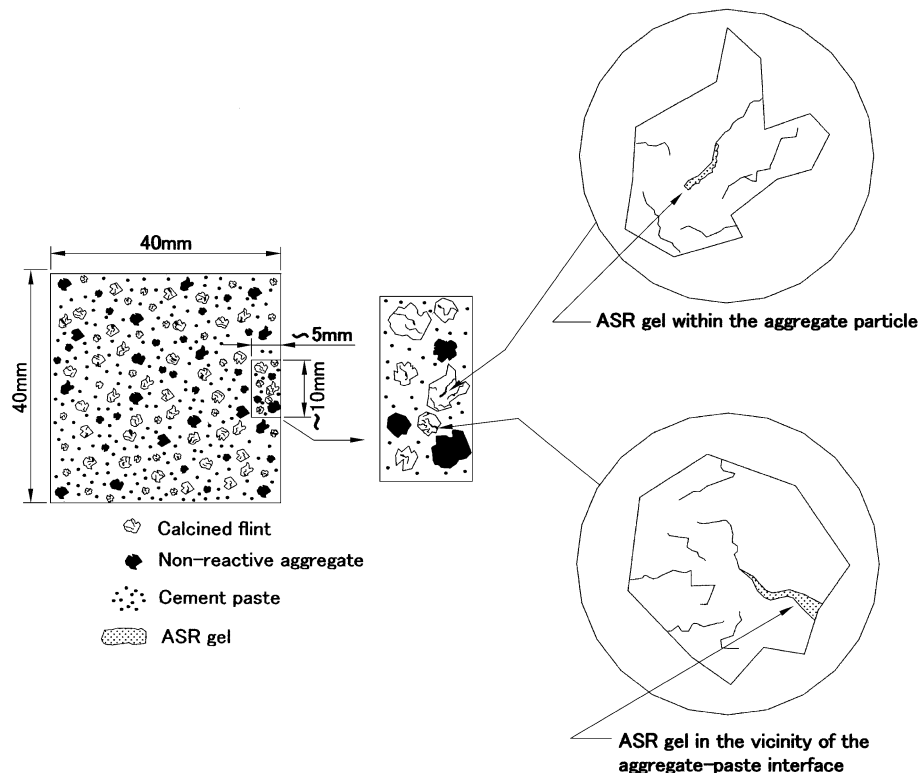 40mm
40mm
~5mm
~10mm
ASR gel within the aggregate particle
Calcined flint
Non-reactive aggregate
Cement paste
ASR gel
ASR gel in the vicinity of the
aggregate-paste interface